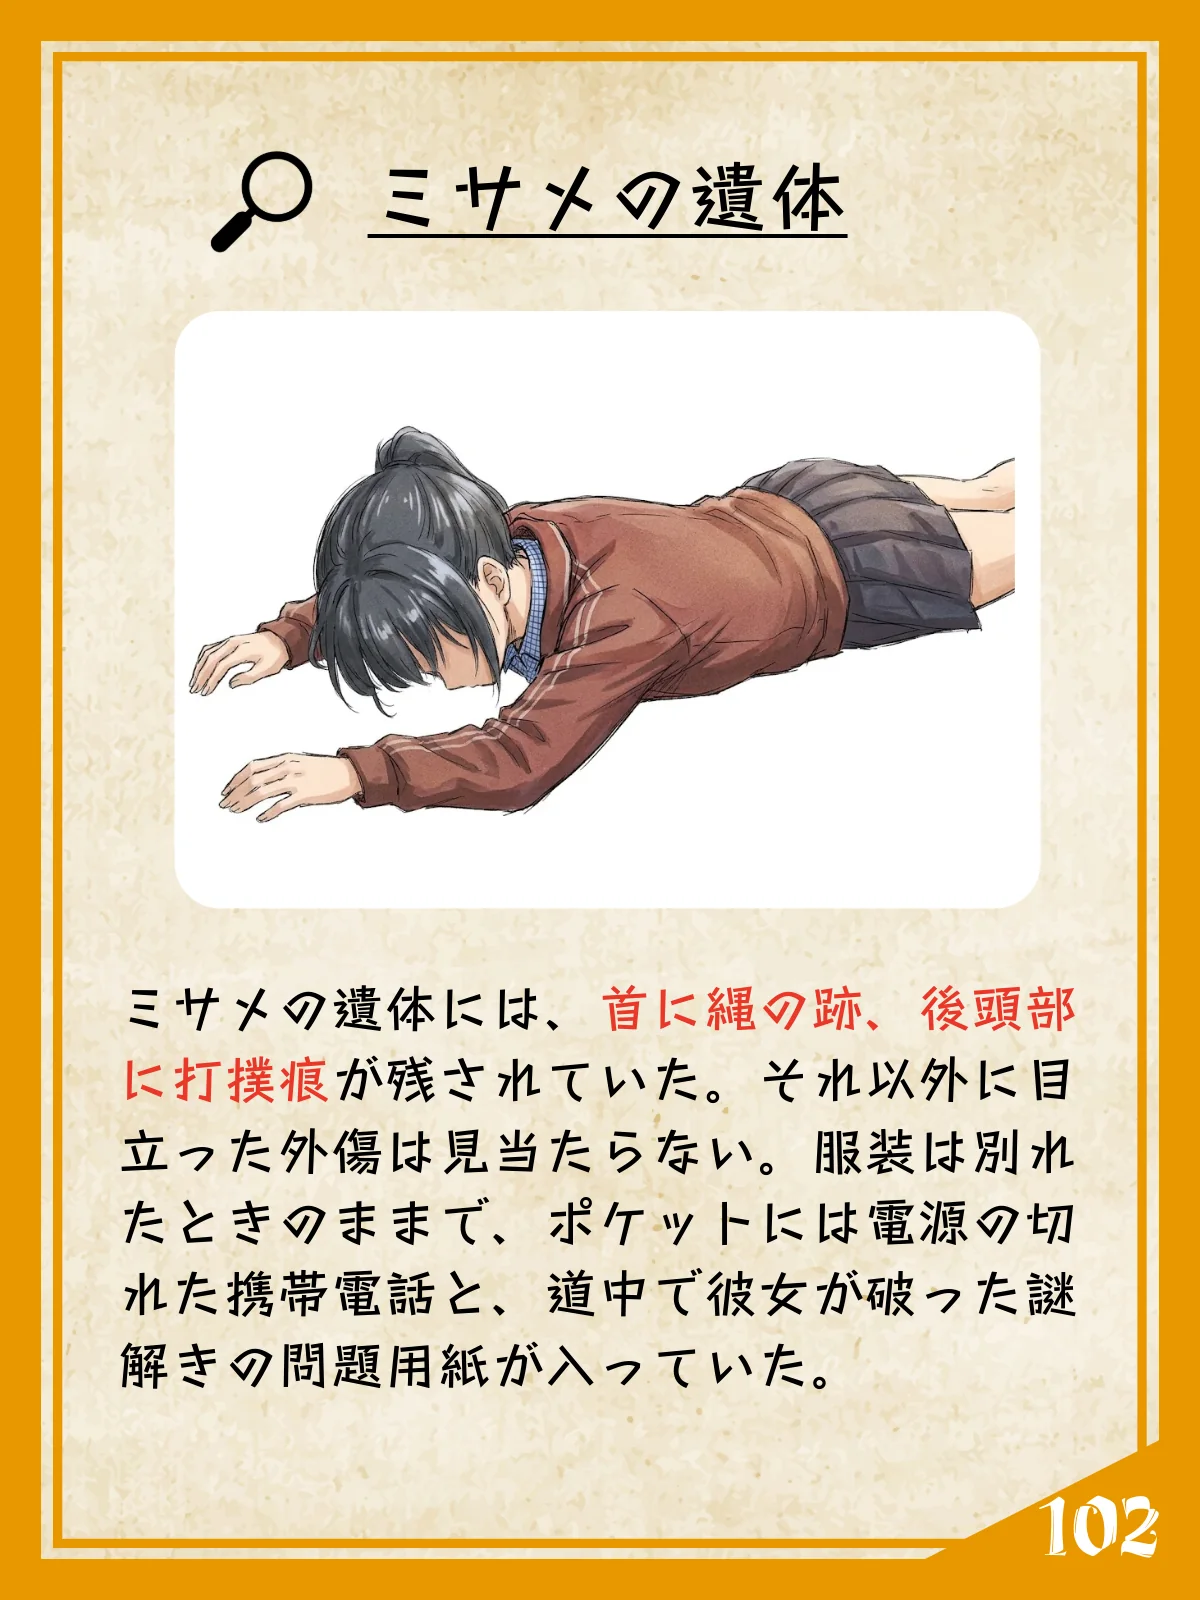 ミサメの遺体
ミサメの遺体には、首に縄の跡、後頭部
に打撲痕が残されていた。それ以外に目
立った外傷は見当たらない。服装は別れ
たときのままで、ポケットには電源の切
れた携帯電話と、道中で彼女が破った謎
解きの問題用紙が入っていた。
102